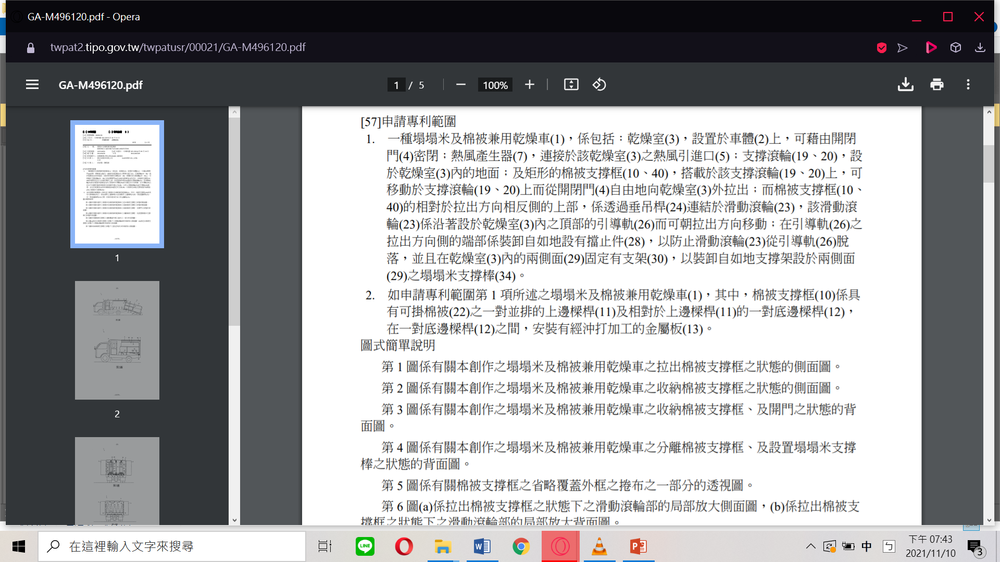 GA-M496120.pdf - Opera
twpat2.tipo.gov.tw/twpatusr/00021/GA-M496120.pdf
GA-M496120.pdf
1 / 5
100%
1
2
[57]申請專利範圍
1. 一種塌塌米及棉被兼用乾燥車(1)，係包括：乾燥室(3)，設置於車體(2)上，可藉由開閉
門(4)密閉；熱風產生器(7)，連接於該乾燥室(3)之熱風引進口(5)；支撐滾輪(19、20)，設
於乾燥室(3)內的地面；及矩形的棉被支撐框(10、40)，搭載於該支撐滾輪(19、20)上，可
移動於支撐滾輪(19、20)上而從開閉門(4)自由地向乾燥室(3)外拉出；而棉被支撐框(10、
40)的相對於拉出方向相反側的上部，係透過垂吊桿(24)連結於滑動滾輪(23)，該滑動滾
輪(23)係沿著設於乾燥室(3)內之頂部的引導軌(26)而可朝拉出方向移動；在引導軌(26)之
拉出方向側的端部係裝卸自如地設有擋止件(28)，以防止滑動滾輪(23)從引導軌(26)脫
落，並且在乾燥室(3)內的兩側面(29)固定有支架(30)，以裝卸自如地支撐架設於兩側面
(29)之塌塌米支撐棒(34)。
2. 如申請專利範圍第 1 項所述之塌塌米及棉被兼用乾燥車(1)，其中，棉被支撐框(10)係具
有可掛棉被(22)之一對並排的上邊樑桿(11)及相對於上邊樑桿(11)的一對底邊樑桿(12)，
在一對底邊樑桿(12)之間，安裝有經沖打加工的金屬板(13)。
圖式簡單說明
第 1 圖係有關本創作之塌塌米及棉被兼用乾燥車之拉出棉被支撐框之狀態的側面圖。
第 2 圖係有關本創作之塌塌米及棉被兼用乾燥車之收納棉被支撐框之狀態的側面圖。
第 3 圖係有關本創作之塌塌米及棉被兼用乾燥車之收納棉被支撐框、及開門之狀態的背
面圖。
第 4 圖係有關本創作之塌塌米及棉被兼用乾燥車之分離棉被支撐框、及設置塌塌米支撐
棒之狀態的背面圖。
第 5 圖係有關棉被支撐框之省略覆蓋外框之捲布之一部分的透視圖。
第 6 圖(a)係拉出棉被支撐框之狀態下之滑動滾輪部的局部放大側面圖，(b)係拉出棉被支
撐框之狀態下之滑動滾輪部的局部放大背面圖。
在這裡輸入文字來搜尋
LINE
中
ㄅ
下午 07:43
2021/11/10
3